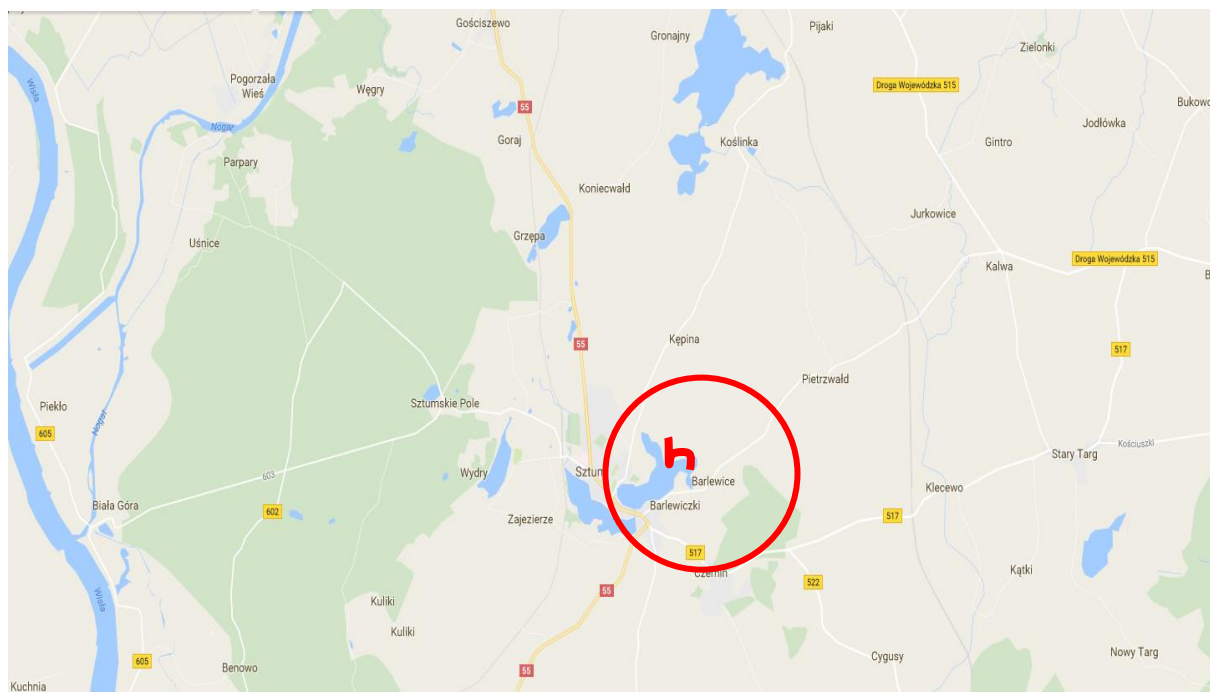 Gościszewo
Gronajny
Pijaki
Zielonki
Pogorzała
Wieś
Węgry
Droga Wojewódzka 515
Wisła
55
Bukowo
Nogat
Goraj
Koślinka
Gintro
Jodłówka
Parpary
Koniecwałd
Jurkowice
Uśnice
Grzępa
Kalwa
Droga Wojewódzka 515
B
55
Kępina
517
Pietrzwałd
Piekło
Sztumskie Pole
Nogat
605
h
Kościuszki
Stary Targ
603
Wydry
Sztum
Barlewice
Klecewo
Biała Góra
602
Zajezierze
Barlewiczki
517
517
Czernin
Kątki
522
Wisła
55
Kuliki
Kuliki
605
Benowo
55
Cygusy
Nowy Targ
Kuchnia